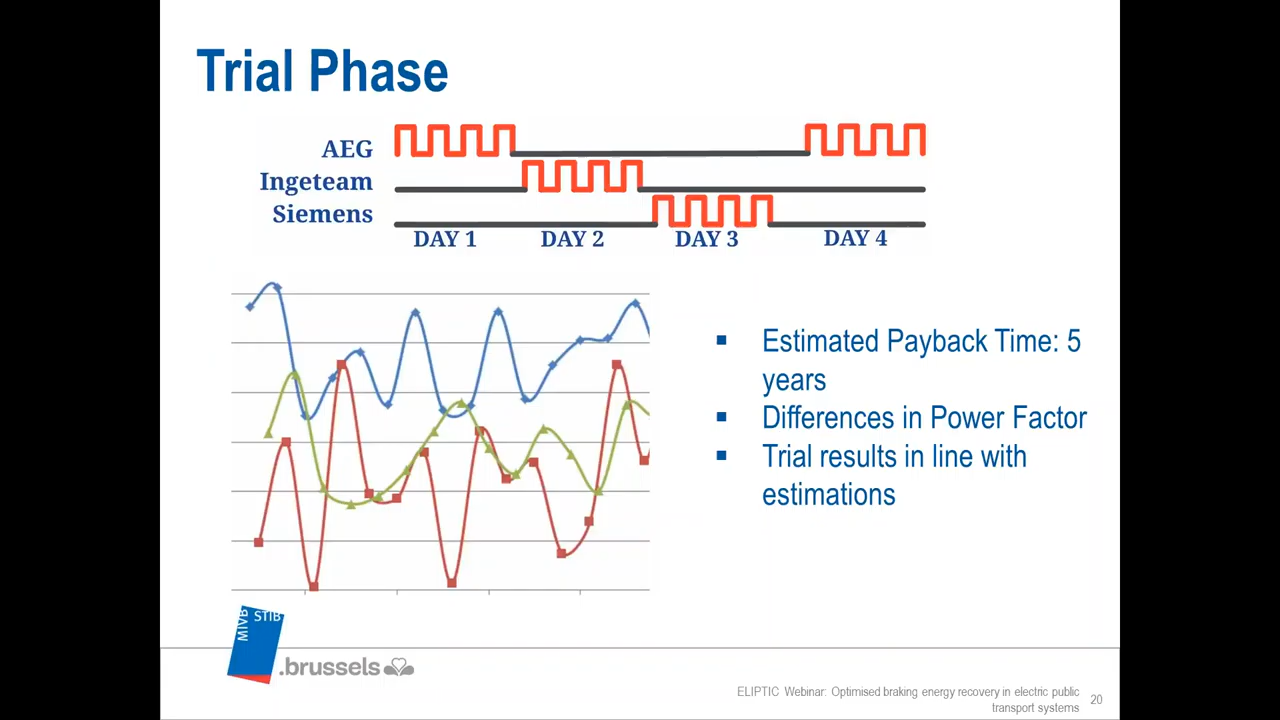 Trial Phase
AEG
Ingeteam
Siemens
DAY 1 DAY 2 DAY 3 DAY 4
Estimated Payback Time: 5
years
Differences in Power Factor
Trial results in line with
estimations
MIVB STIB
.brussels
ELIPTIC Webinar: Optimised braking energy recovery in electric public
transport systems
20